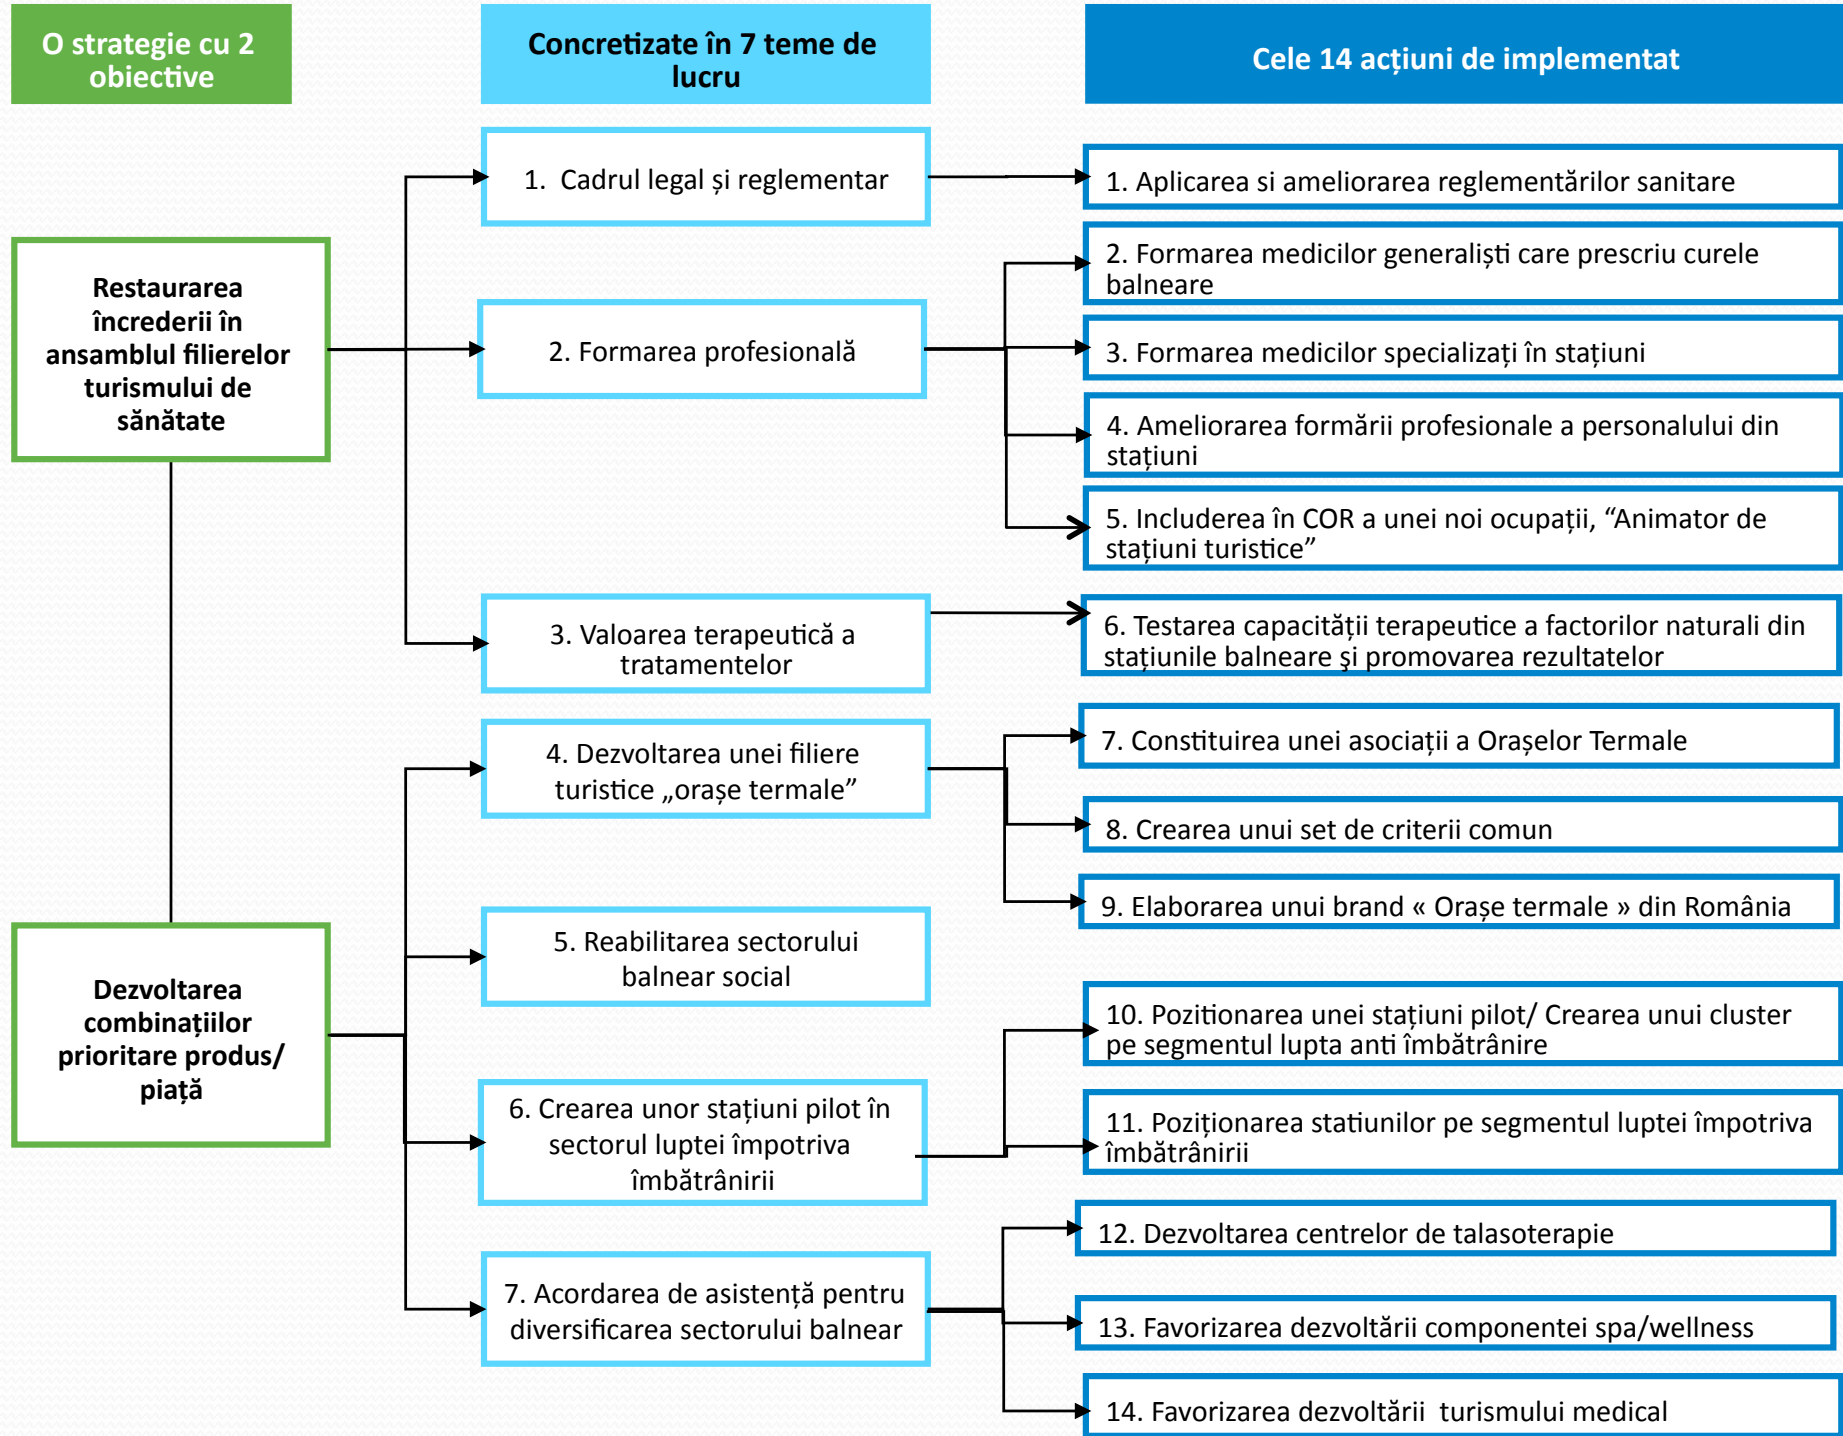 O strategie cu 2
obiective
Concretizate în 7 teme de
lucru
Cele 14 acțiuni de implementat
Restaurarea
încrederii în
ansamblul filierelor
turismului de
sănătate
Dezvoltarea
combinațiilor
prioritare produs/
piață
1. Cadrul legal și reglementar
2. Formarea profesională
3. Valoarea terapeutică a
tratamentelor
4. Dezvoltarea unei filiere
turistice „orașe termale”
5. Reabilitarea sectorului
balnear social
6. Crearea unor stațiuni pilot în
sectorul luptei împotriva
îmbătrânirii
7. Acordarea de asistență pentru
diversificarea sectorului balnear
1. Aplicarea si ameliorarea reglementărilor sanitare
2. Formarea medicilor generaliști care prescriu curele
balneare
3. Formarea medicilor specializați în stațiuni
4. Ameliorarea formării profesionale a personalului din
stațiuni
5. Includerea în COR a unei noi ocupații, “Animator de
stațiuni turistice”
6. Testarea capacității terapeutice a factorilor naturali din
stațiunile balneare şi promovarea rezultatelor
7. Constituirea unei asociații a Orașelor Termale
8. Crearea unui set de criterii comun
9. Elaborarea unui brand « Orașe termale » din România
10. Pozitionarea unei stațiuni pilot/ Crearea unui cluster
pe segmentul lupta anti îmbătrânire
11. Poziționarea statiunilor pe segmentul luptei împotriva
îmbătrânirii
12. Dezvoltarea centrelor de talasoterapie
13. Favorizarea dezvoltării componentei spa/wellness
14. Favorizarea dezvoltării turismului medical